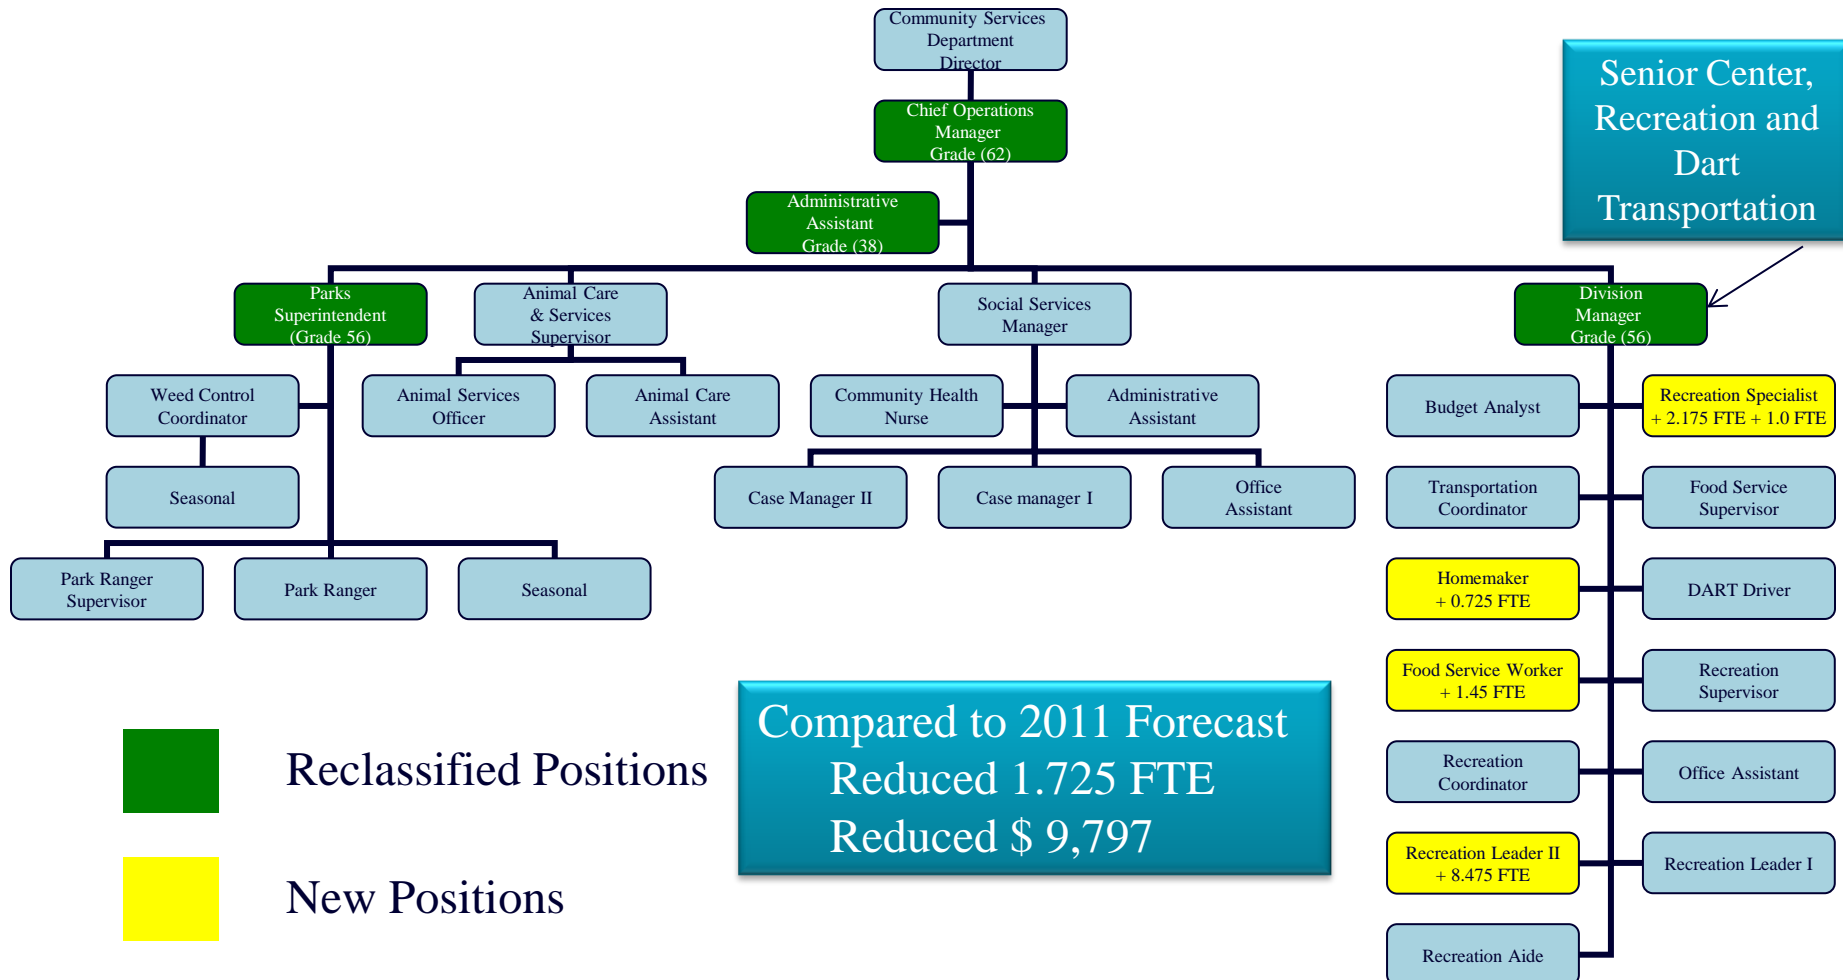 Community Services
Department
Director
Chief Operations
Manager
Grade (62)
Senior Center,
Recreation and
Dart
Transportation
Administrative
Assistant
Grade (38)
Parks
Superintendent
(Grade 56)
Animal Care
& Services
Supervisor
Social Services
Manager
Division
Manager
Grade (56)
Weed Control
Coordinator
Animal Services
Officer
Animal Care
Assistant
Community Health
Nurse
Administrative
Assistant
Budget Analyst
Recreation Specialist
+ 2.175 FTE + 1.0 FTE
Seasonal
Case Manager II
Case manager I
Office
Assistant
Transportation
Coordinator
Food Service
Supervisor
Park Ranger
Supervisor
Park Ranger
Seasonal
Homemaker
+ 0.725 FTE
DART Driver
Food Service Worker
+ 1.45 FTE
Recreation
Supervisor
Reclassified Positions
Compared to 2011 Forecast
Reduced 1.725 FTE
Reduced $ 9,797
Recreation
Coordinator
Office Assistant
Recreation Leader II
+ 8.475 FTE
Recreation Leader I
New Positions
Recreation Aide